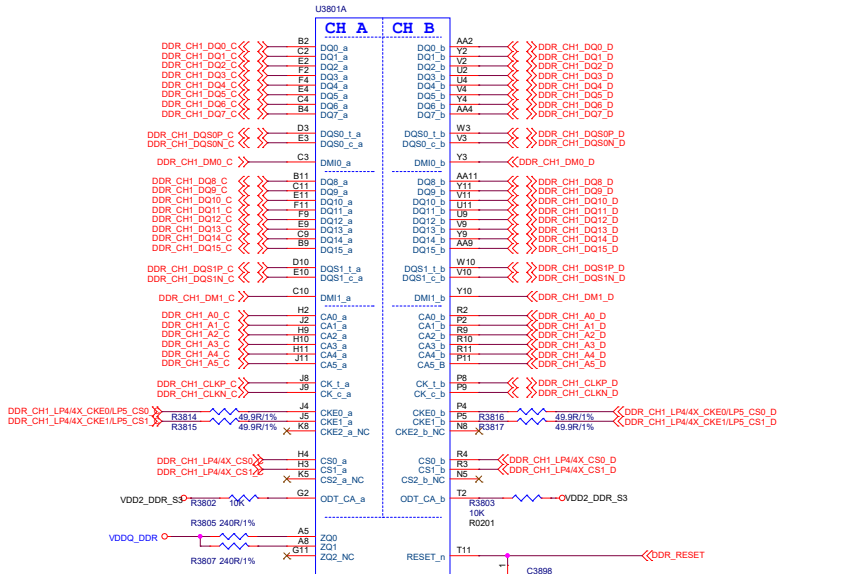 U3801A
CH A CH B
DDR_CH1_DQ0_C B2 DQ0_a DQ0_b AA2 DDR_CH1_DQ0_D
DDR_CH1_DQ1_C C2 DQ1_a DQ1_b Y2 DDR_CH1_DQ1_D
DDR_CH1_DQ2_C E2 DQ2_a DQ2_b V2 DDR_CH1_DQ2_D
DDR_CH1_DQ3_C F2 DQ3_a DQ3_b U2 DDR_CH1_DQ3_D
DDR_CH1_DQ4_C F4 DQ4_a DQ4_b U4 DDR_CH1_DQ4_D
DDR_CH1_DQ5_C E4 DQ5_a DQ5_b V4 DDR_CH1_DQ5_D
DDR_CH1_DQ6_C C4 DQ6_a DQ6_b Y4 DDR_CH1_DQ6_D
DDR_CH1_DQ7_C B4 DQ7_a DQ7_b AA4 DDR_CH1_DQ7_D
DDR_CH1_DQS0P_C D3 DQS0_t_a DQS0_t_b W3 DDR_CH1_DQS0P_D
DDR_CH1_DQS0N_C E3 DQS0_c_a DQS0_c_b V3 DDR_CH1_DQS0N_D
DDR_CH1_DM0_C C3 DMI0_a DMI0_b Y3 DDR_CH1_DM0_D
DDR_CH1_DQ8_C B11 DQ8_a DQ8_b AA11 DDR_CH1_DQ8_D
DDR_CH1_DQ9_C C11 DQ9_a DQ9_b Y11 DDR_CH1_DQ9_D
DDR_CH1_DQ10_C E11 DQ10_a DQ10_b V11 DDR_CH1_DQ10_D
DDR_CH1_DQ11_C F11 DQ11_a DQ11_b U11 DDR_CH1_DQ11_D
DDR_CH1_DQ12_C F9 DQ12_a DQ12_b U9 DDR_CH1_DQ12_D
DDR_CH1_DQ13_C E9 DQ13_a DQ13_b V9 DDR_CH1_DQ13_D
DDR_CH1_DQ14_C C9 DQ14_a DQ14_b Y9 DDR_CH1_DQ14_D
DDR_CH1_DQ15_C B9 DQ15_a DQ15_b AA9 DDR_CH1_DQ15_D
DDR_CH1_DQS1P_C D10 DQS1_t_a DQS1_t_b W10 DDR_CH1_DQS1P_D
DDR_CH1_DQS1N_C E10 DQS1_c_a DQS1_c_b V10 DDR_CH1_DQS1N_D
DDR_CH1_DM1_C C10 DMI1_a DMI1_b Y10 DDR_CH1_DM1_D
DDR_CH1_A0_C H2 CA0_a CA0_b R2 DDR_CH1_A0_D
DDR_CH1_A1_C J2 CA1_a CA1_b P2 DDR_CH1_A1_D
DDR_CH1_A2_C H9 CA2_a CA2_b R9 DDR_CH1_A2_D
DDR_CH1_A3_C H10 CA3_a CA3_b R10 DDR_CH1_A3_D
DDR_CH1_A4_C H11 CA4_a CA4_b R11 DDR_CH1_A4_D
DDR_CH1_A5_C J11 CA5_a CA5_B P11 DDR_CH1_A5_D
DDR_CH1_CLKP_C J8 CK_t_a CK_t_b P8 DDR_CH1_CLKP_D
DDR_CH1_CLKN_C J9 CK_c_a CK_c_b P9 DDR_CH1_CLKN_D
DDR_CH1_LP4/4X_CKE0/LP5_CS0_C J4 CKE0_a CKE0_b P4 DDR_CH1_LP4/4X_CKE0/LP5_CS0_D
R3814 49.9R/1% R3816 49.9R/1%
DDR_CH1_LP4/4X_CKE1/LP5_CS1_C J5 CKE1_a CKE1_b P5 DDR_CH1_LP4/4X_CKE1/LP5_CS1_D
R3815 49.9R/1% R3817 49.9R/1%
K8 CKE2_a_NC CKE2_b_NC N8
DDR_CH1_LP4/4X_CS0_C H4 CS0_a CS0_b R4 DDR_CH1_LP4/4X_CS0_D
DDR_CH1_LP4/4X_CS1_C H3 CS1_a CS1_b R3 DDR_CH1_LP4/4X_CS1_D
K5 CS2_a_NC CS2_b_NC N5
VDD2_DDR_S3 G2 ODT_CA_a ODT_CA_b T2 VDD2_DDR_S3
R3802 10K R3803
10K
R0201
R3805 240R/1%
VDDQ_DDR A5 ZQ0
A8 ZQ1
G11 ZQ2_NC RESET_n T11 DDR_RESET
R3807 240R/1%
1
C3898